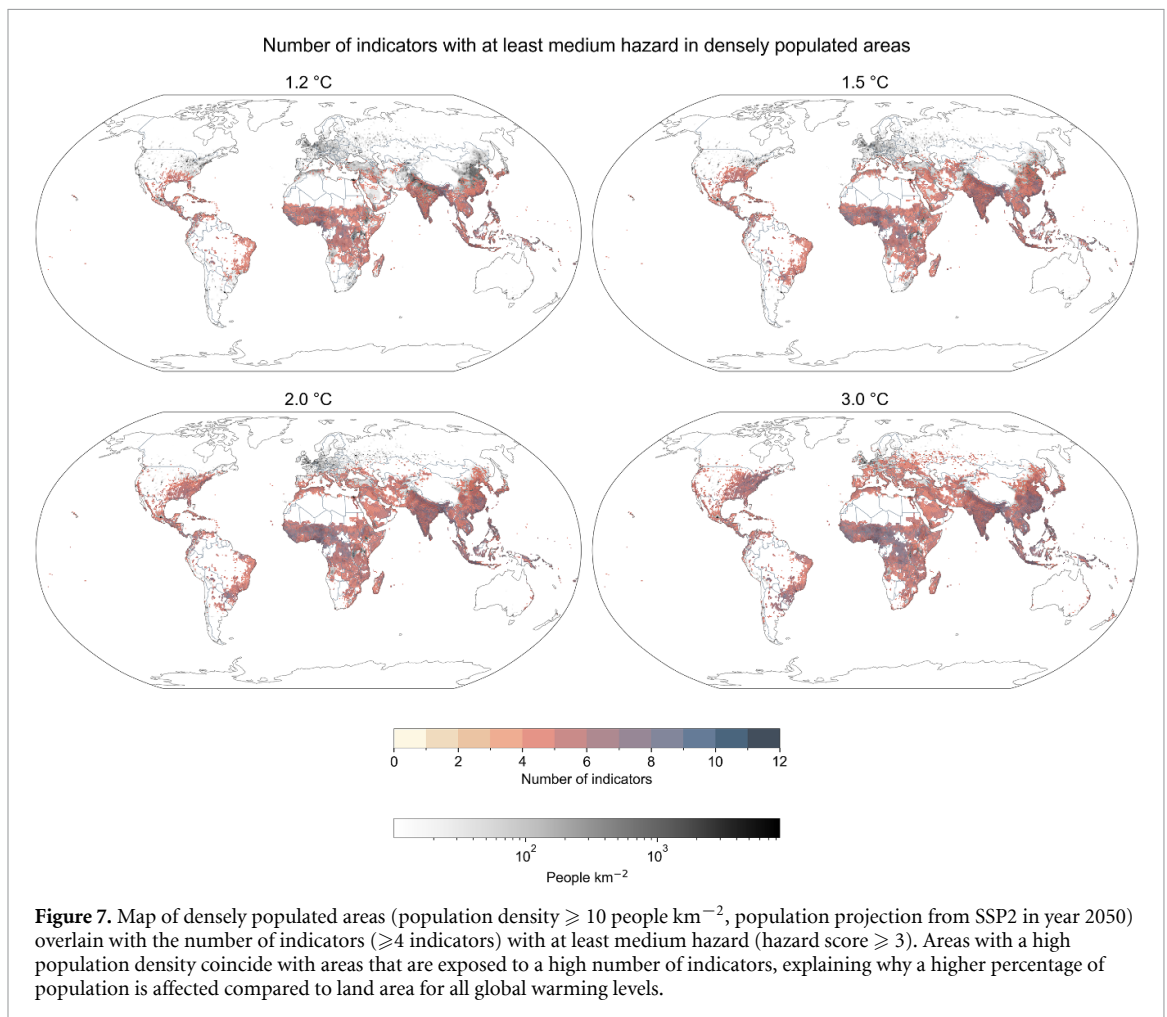 Number of indicators with at least medium hazard in densely populated areas
1.2 °C
1.5 °C
2.0 °C
3.0 °C
0 2 4 6 8 10 12
Number of indicators
10² 10³
People km⁻²
Figure 7. Map of densely populated areas (population density ⩾ 10 people km⁻², population projection from SSP2 in year 2050)
overlain with the number of indicators (⩾4 indicators) with at least medium hazard (hazard score ⩾ 3). Areas with a high
population density coincide with areas that are exposed to a high number of indicators, explaining why a higher percentage of
population is affected compared to land area for all global warming levels.